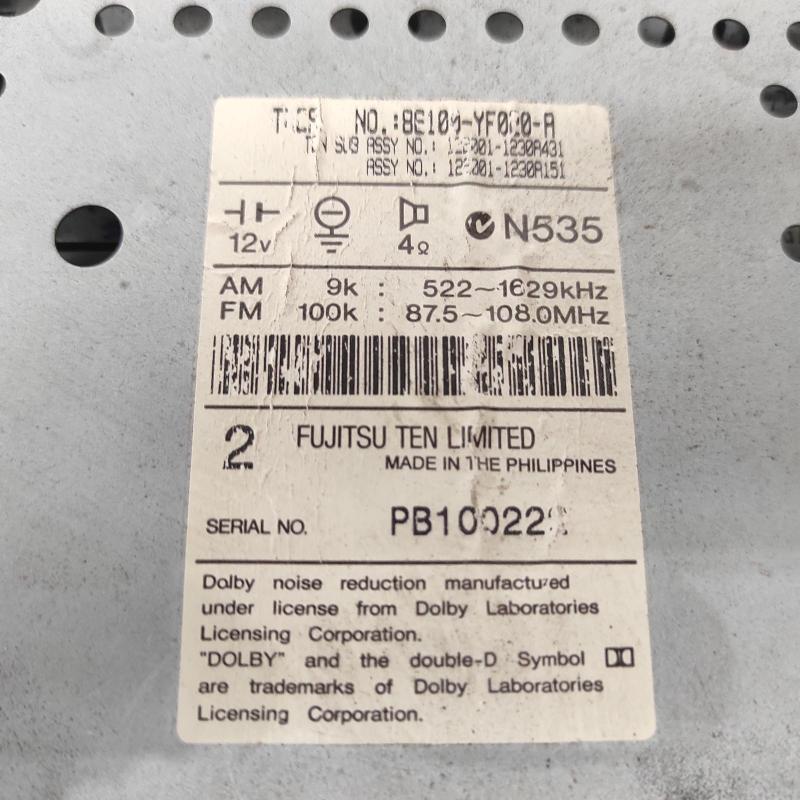 NO.:
TEN SUB ASSY NO.:
ASSY NO.:
12V 4Ω N535
AM 9k : 522~1629kHz
FM 100k : 87.5~108.0MHz
2 FUJITSU TEN LIMITED
MADE IN THE PHILIPPINES
SERIAL NO.
Dolby noise reduction manufactured
under license from Dolby Laboratories
Licensing Corporation.
"DOLBY" and the double-D Symbol
are trademarks of Dolby Laboratories
Licensing Corporation.